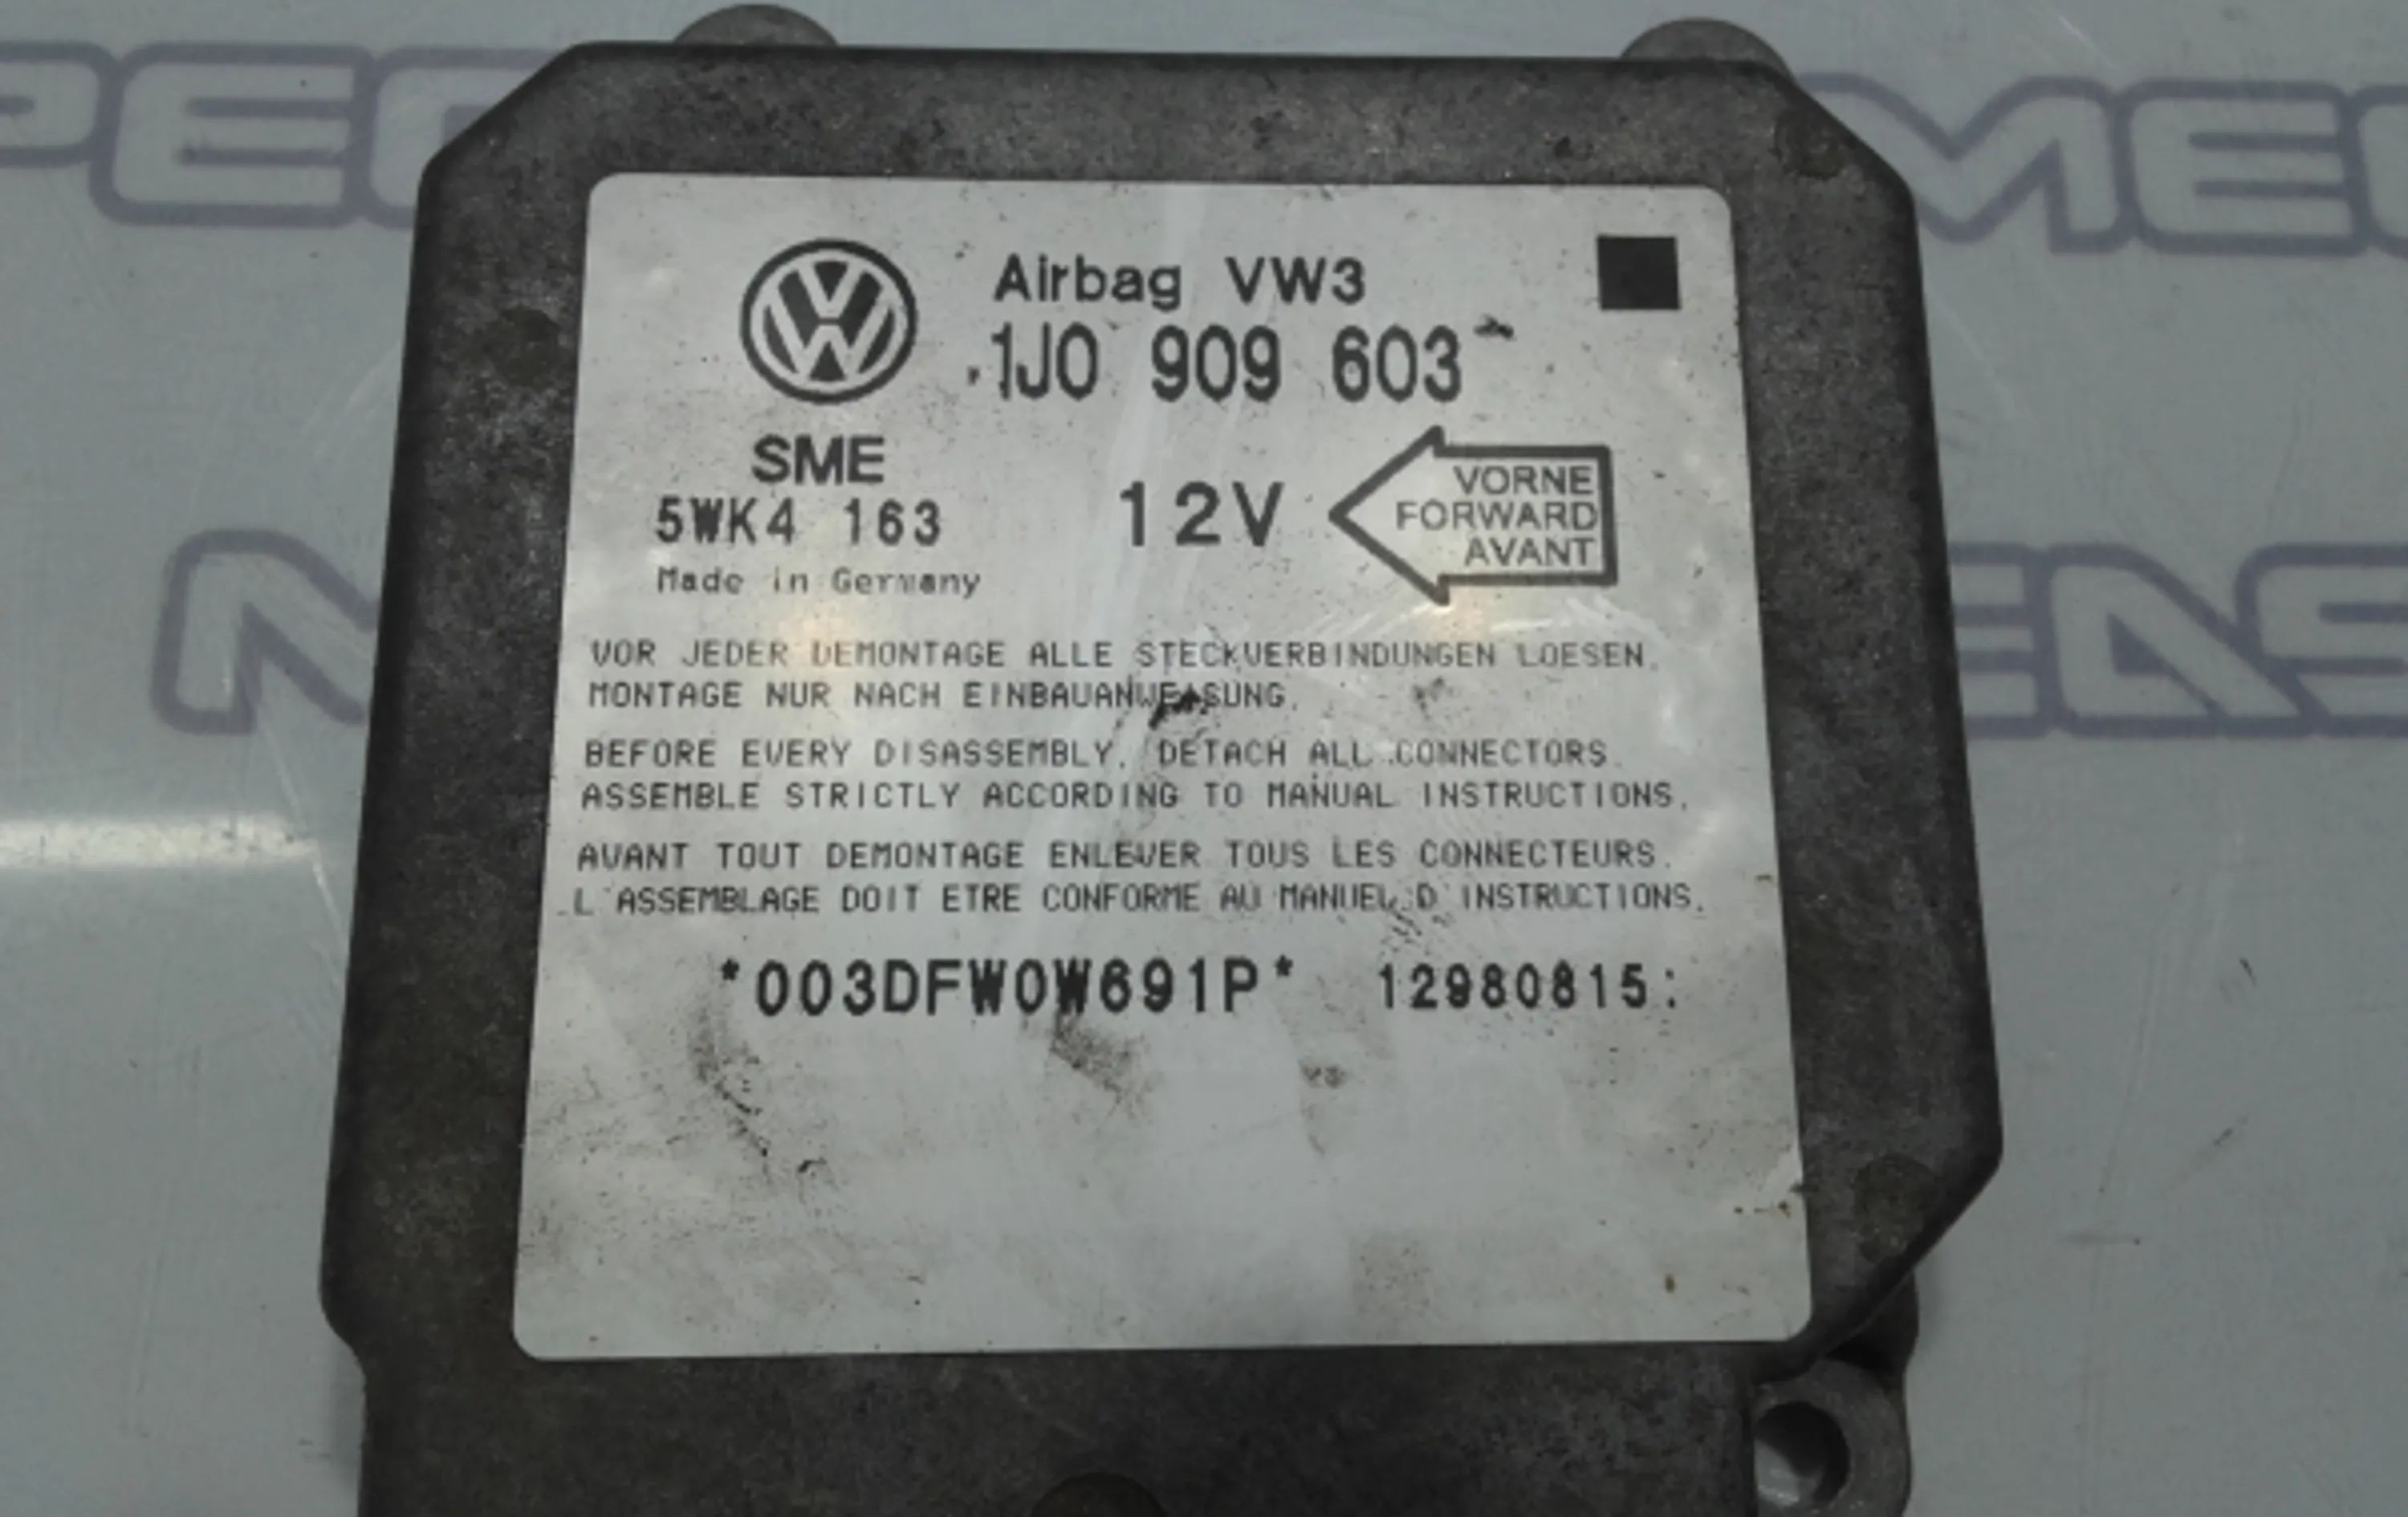 Airbag VW3
1J0 909 603
SME
5WK4 163
Made in Germany
12V
VORNE
FORWARD
AVANT
VOR JEDER DEMONTAGE ALLE STECKVERBINDUNGEN LOESEN.
MONTAGE NUR NACH EINBAUANWEISUNG.
BEFORE EVERY DISASSEMBLY, DETACH ALL CONNECTORS.
ASSEMBLE STRICTLY ACCORDING TO MANUAL INSTRUCTIONS.
AVANT TOUT DEMONTAGE ENLEVER TOUS LES CONNECTEURS.
L'ASSEMBLAGE DOIT ETRE CONFORME AU MANUEL D'INSTRUCTIONS.
*003DFW0W691P* 12980815: